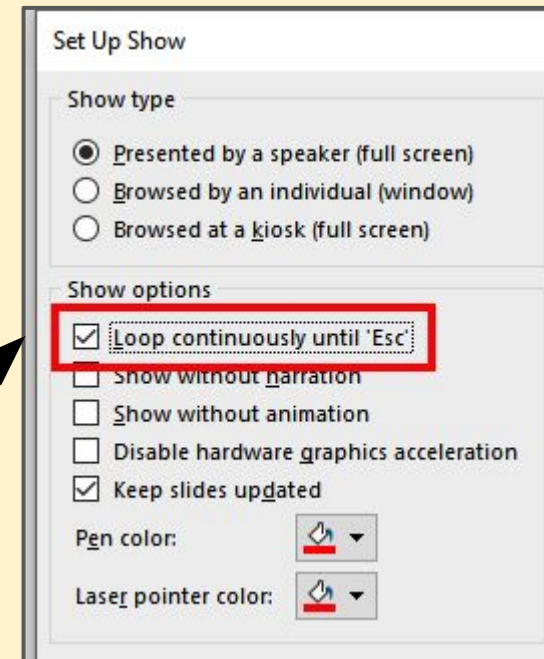 Set Up Show
Show type
Presented by a speaker (full screen)
Browsed by an individual (window)
Browsed at a kiosk (full screen)
Show options
Loop continuously until 'Esc'
Show without narration
Show without animation
Disable hardware graphics acceleration
Keep slides updated
Pen color:
Laser pointer color: